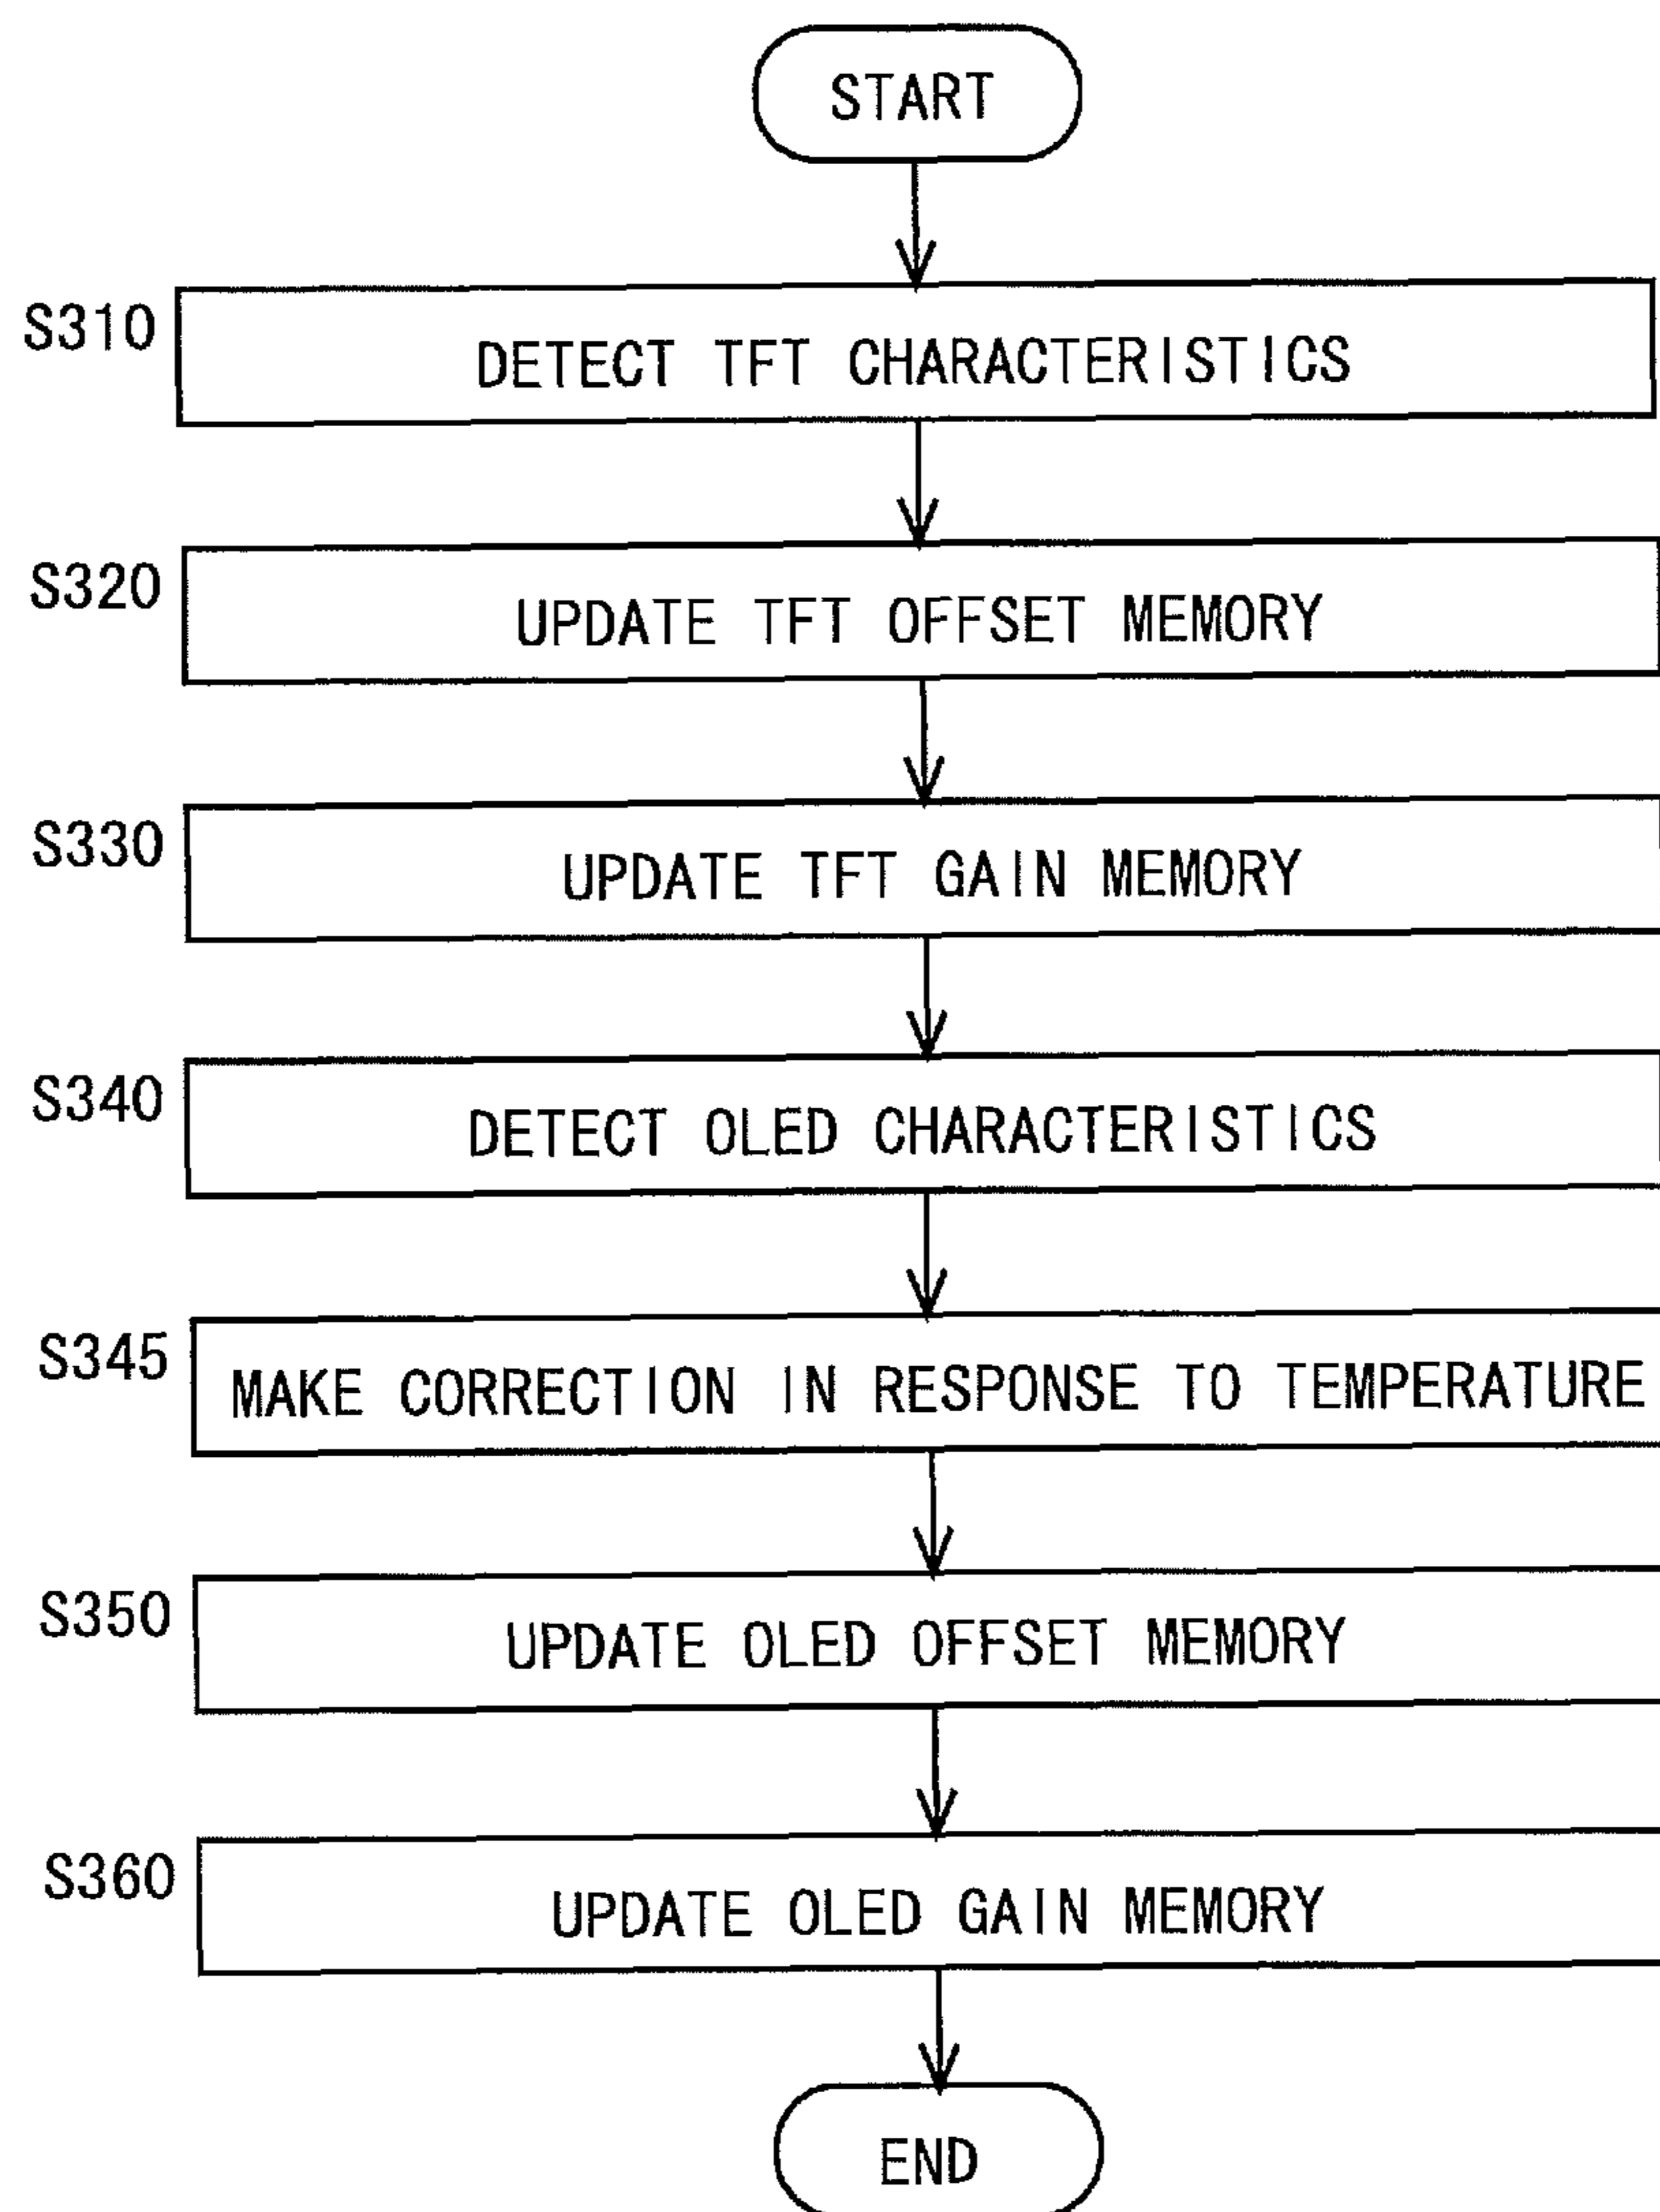 START
S310
DETECT TFT CHARACTERISTICS
S320
UPDATE TFT OFFSET MEMORY
S330
UPDATE TFT GAIN MEMORY
S340
DETECT OLED CHARACTERISTICS
S345
MAKE CORRECTION IN RESPONSE TO TEMPERATURE
S350
UPDATE OLED OFFSET MEMORY
S360
UPDATE OLED GAIN MEMORY
END